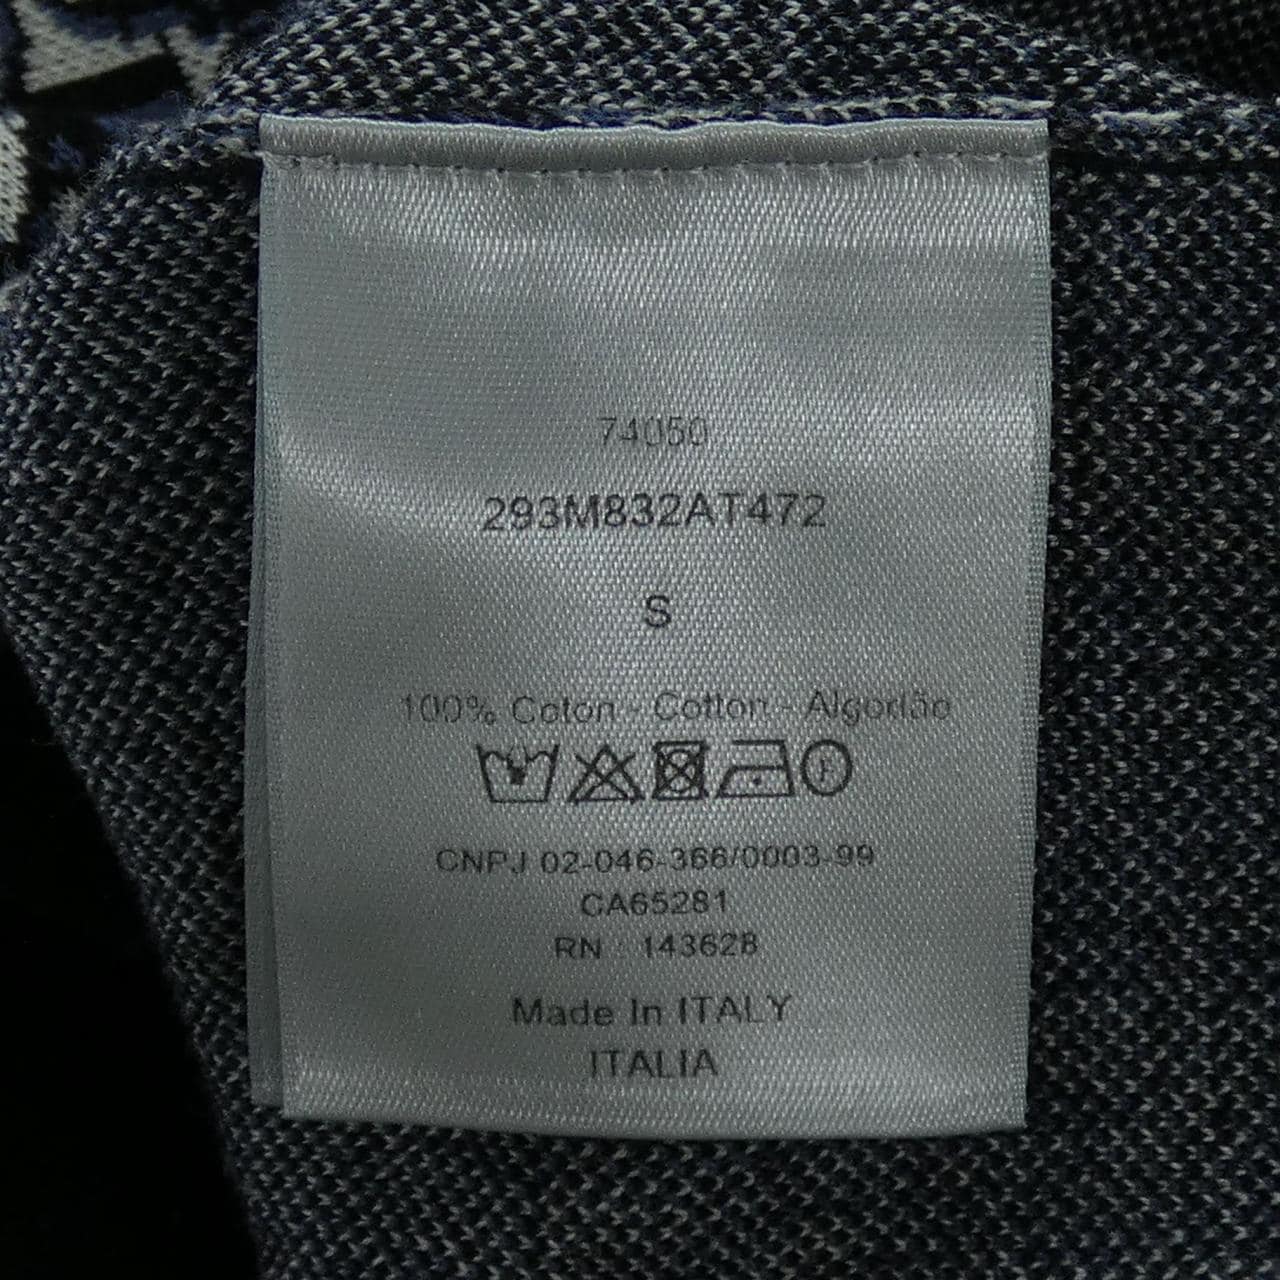 74050
293M832AT472
S
100% Coton - Cotton - Algodão
F
CNPJ 02-046-366/0003-99
CA65281
RN : 143628
Made In ITALY
ITALIA